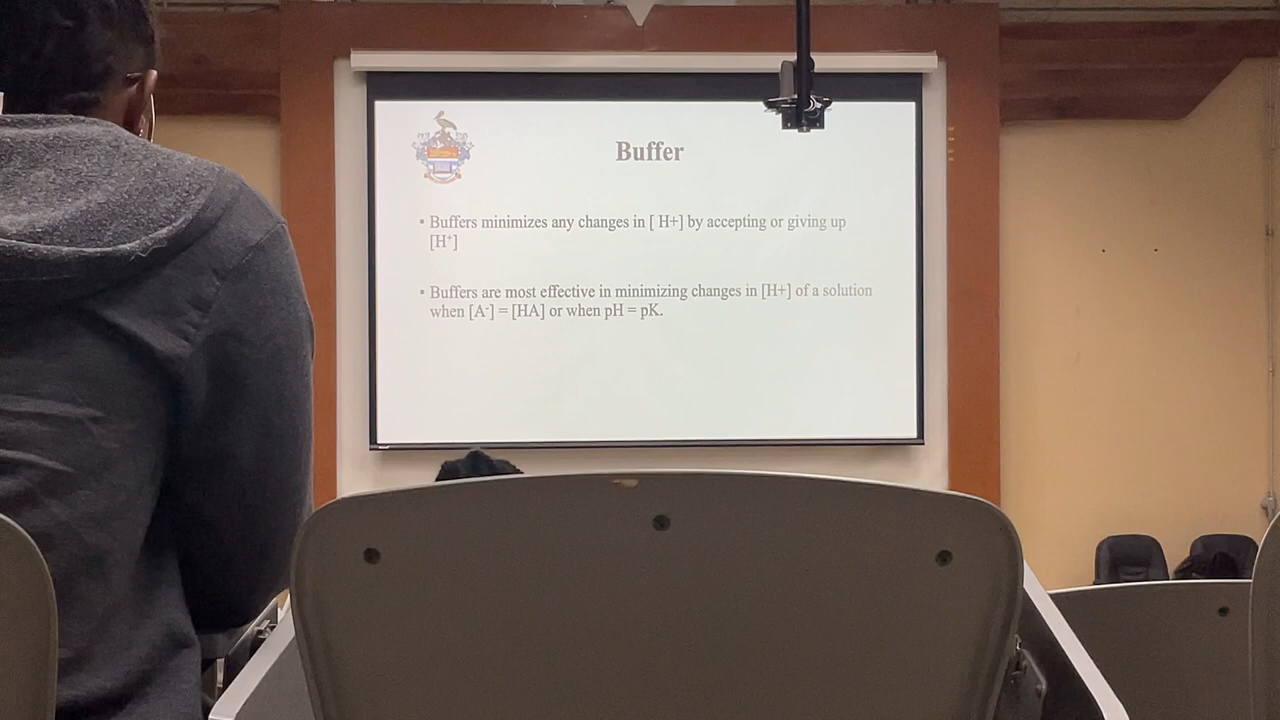 Buffer
▪ Buffers minimizes any changes in [ H+] by accepting or giving up
[H⁺]
▪ Buffers are most effective in minimizing changes in [H+] of a solution
when [A⁻] = [HA] or when pH = pK.